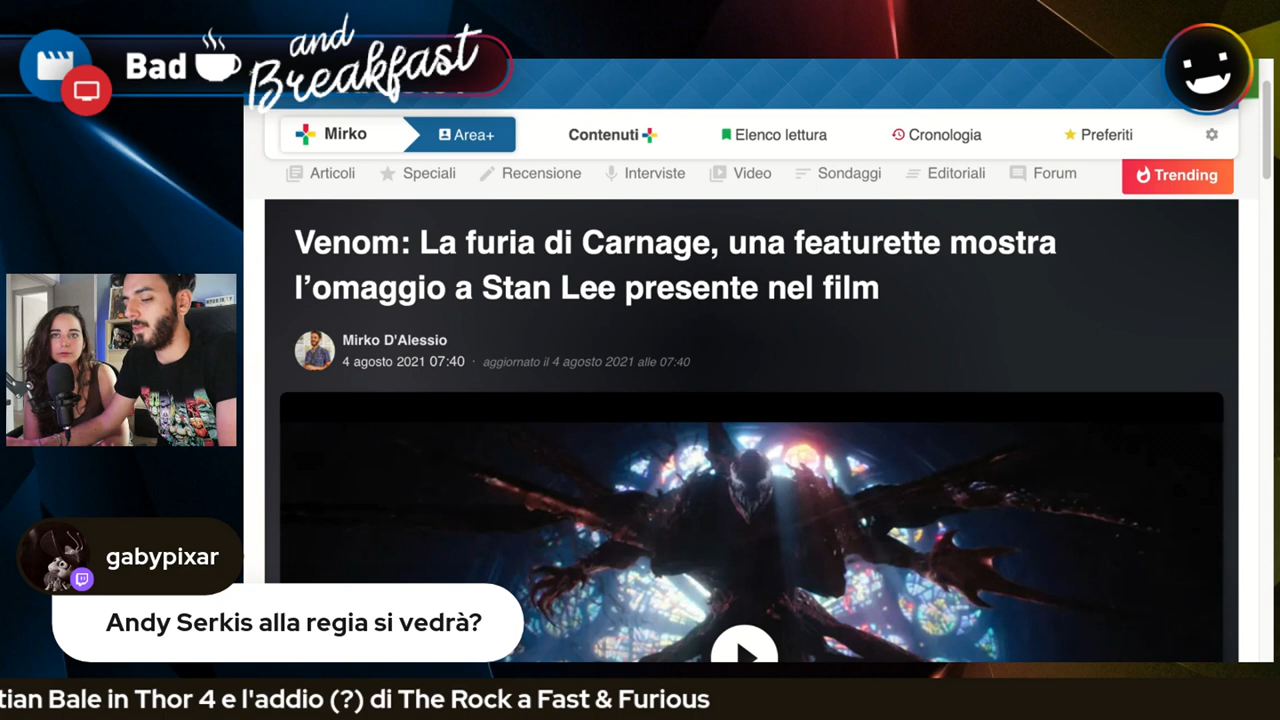 Bad and Breakfast
Mirko
Area+
Contenuti
Elenco lettura
Cronologia
Preferiti
Articoli
Speciali
Recensione
Interviste
Video
Sondaggi
Editoriali
Forum
Trending
Venom: La furia di Carnage, una featurette mostra
l’omaggio a Stan Lee presente nel film
Mirko D'Alessio
4 agosto 2021 07:40 · aggiornato il 4 agosto 2021 alle 07:40
gabypixar
Andy Serkis alla regia si vedrà?
tian Bale in Thor 4 e l'addio (?) di The Rock a Fast & Furious